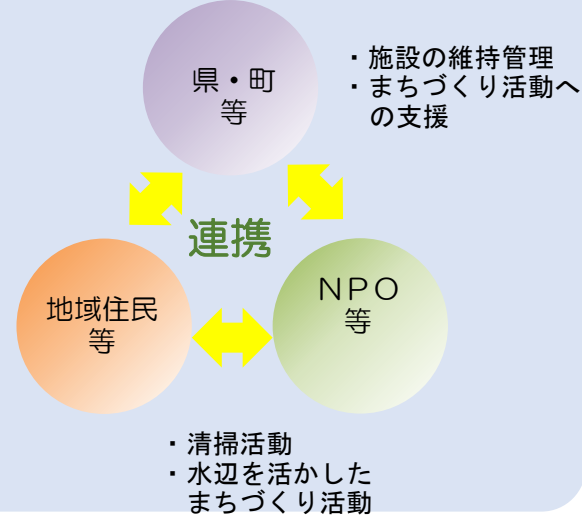 県・町
等
・施設の維持管理
・まちづくり活動へ
の支援
連携
地域住民
等
ＮＰＯ
等
・清掃活動
・水辺を活かした
まちづくり活動